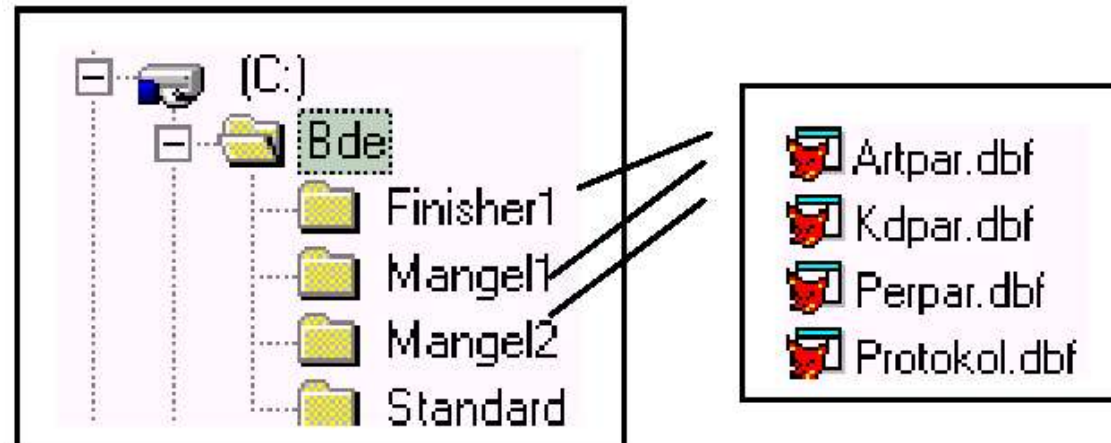 (C:)
Bde
Finisher1
Mangel1
Mangel2
Standard
Artpar.dbf
Kdpar.dbf
Perpar.dbf
Protokol.dbf